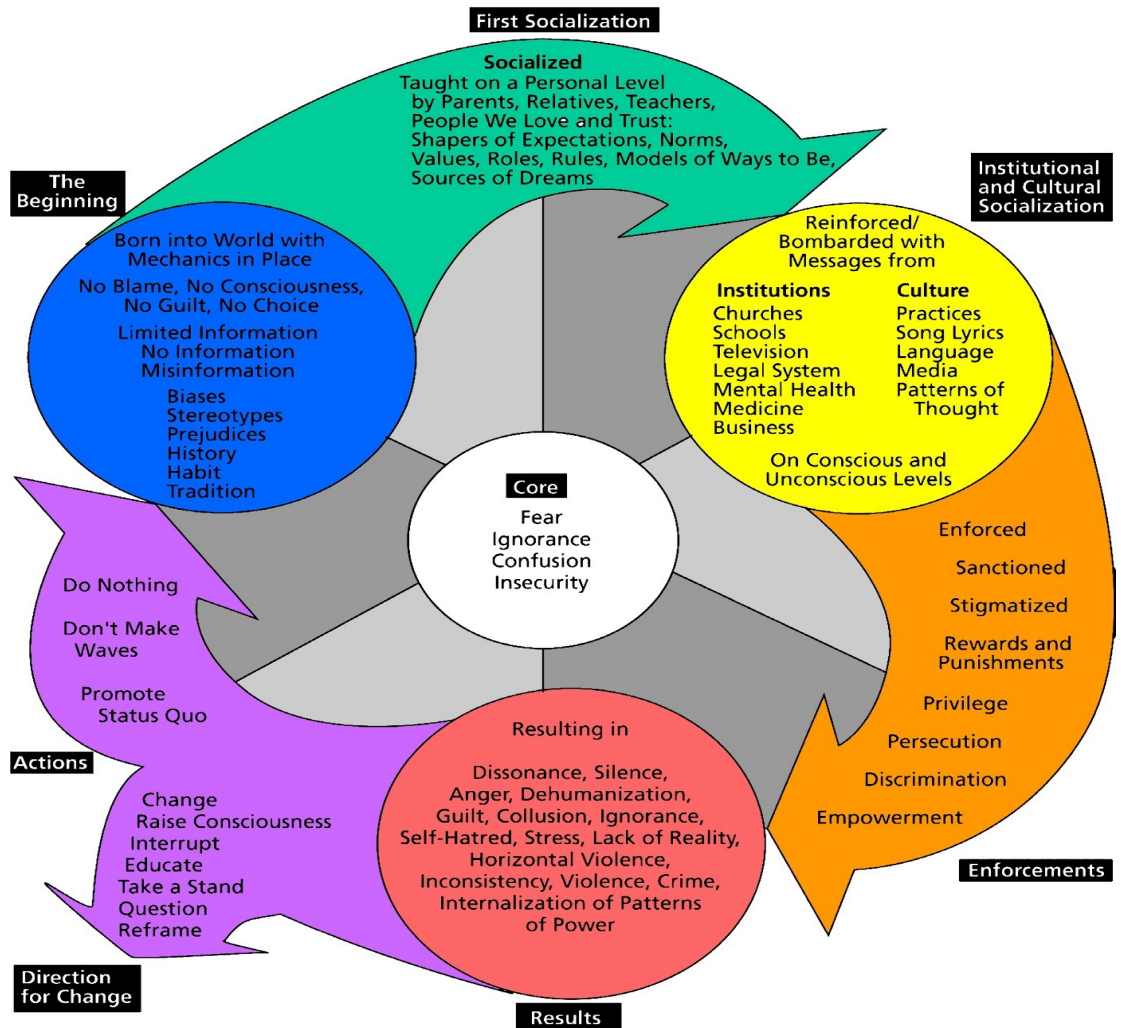 First Socialization
Socialized
Taught on a Personal Level
by Parents, Relatives, Teachers,
People We Love and Trust:
Shapers of Expectations, Norms,
Values, Roles, Rules, Models of Ways to Be,
Sources of Dreams
The
Beginning
Born into World with
Mechanics in Place
No Blame, No Consciousness,
No Guilt, No Choice
Limited Information
No Information
Misinformation
Biases
Stereotypes
Prejudices
History
Habit
Tradition
Institutional
and Cultural
Socialization
Reinforced/
Bombarded with
Messages from
Institutions
Churches
Schools
Television
Legal System
Mental Health
Medicine
Business
Culture
Practices
Song Lyrics
Language
Media
Patterns of
Thought
On Conscious and
Unconscious Levels
Core
Fear
Ignorance
Confusion
Insecurity
Enforced
Sanctioned
Stigmatized
Rewards and
Punishments
Privilege
Persecution
Discrimination
Empowerment
Enforcements
Resulting in
Dissonance, Silence,
Anger, Dehumanization,
Guilt, Collusion, Ignorance,
Self-Hatred, Stress, Lack of Reality,
Horizontal Violence,
Inconsistency, Violence, Crime,
Internalization of Patterns
of Power
Results
Do Nothing
Don't Make
Waves
Promote
Status Quo
Actions
Change
Raise Consciousness
Interrupt
Educate
Take a Stand
Question
Reframe
Direction
for Change